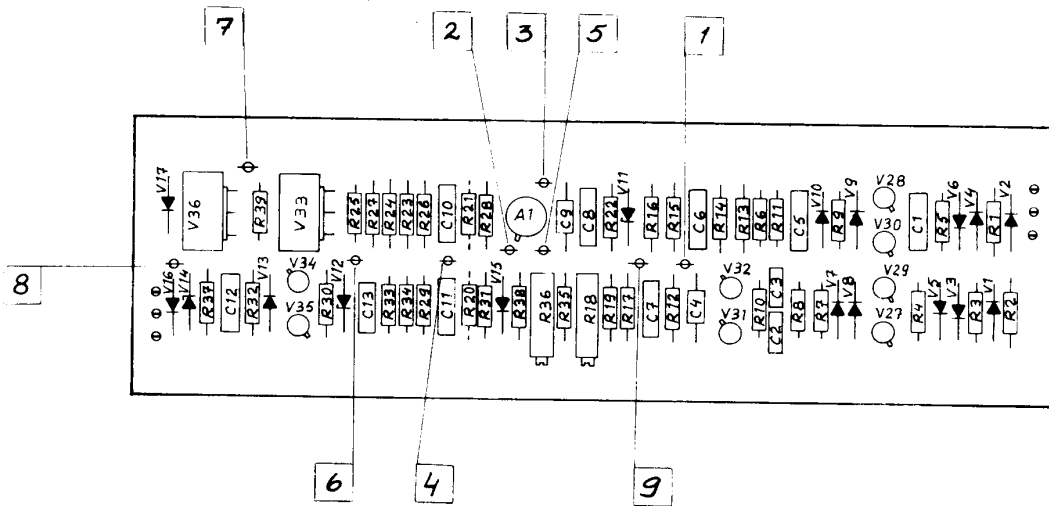 7 2 3 5 1
V17 V36 R39 V33 R25 R27 R24 R23 R26 C10 R21 R28 A1 C9 C8 R22 V11 R16 R15 C6 R14 R13 R6 R11 C5 V10 R9 V9 V28 V30 C1 R5 V6 V4 R1 V2
8
V16 V14 R37 C12 R32 V13 V34 V35 R30 V12 C13 R33 R34 R29 C11 R20 R31 V15 R38 R36 R35 R18 R19 R17 C7 R12 C4 V32 V31 R10 C3 C2 R8 R7 V7 V8 V29 V27 R4 V5 V3 R3 V1 R2
6 4 9